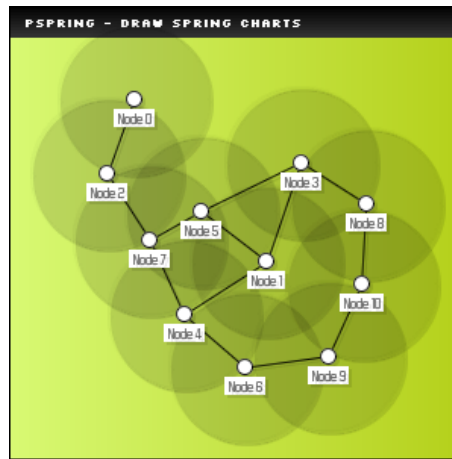 PSPRING - DRAW SPRING CHARTS
Node 0
Node 2
Node 3
Node 8
Node 5
Node 7
Node 1
Node 10
Node 4
Node 9
Node 6